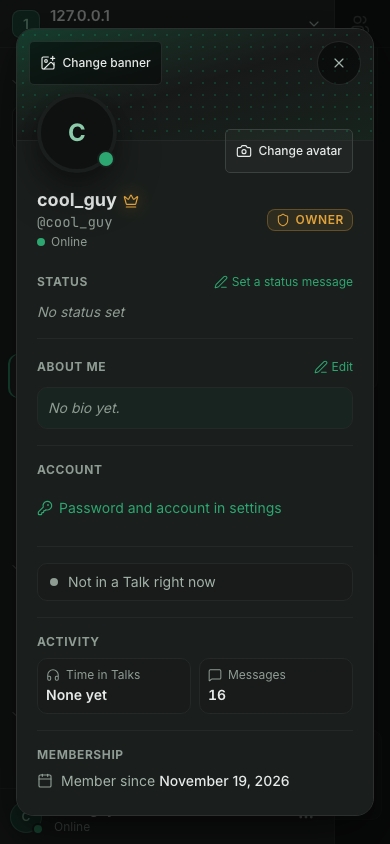 1
127.0.0.1
Change banner
C
Change avatar
cool_guy
@cool_guy
OWNER
Online
STATUS
Set a status message
No status set
ABOUT ME
Edit
No bio yet.
ACCOUNT
Password and account in settings
Not in a Talk right now
ACTIVITY
Time in Talks
None yet
Messages
16
MEMBERSHIP
Member since November 19, 2026
C
Online